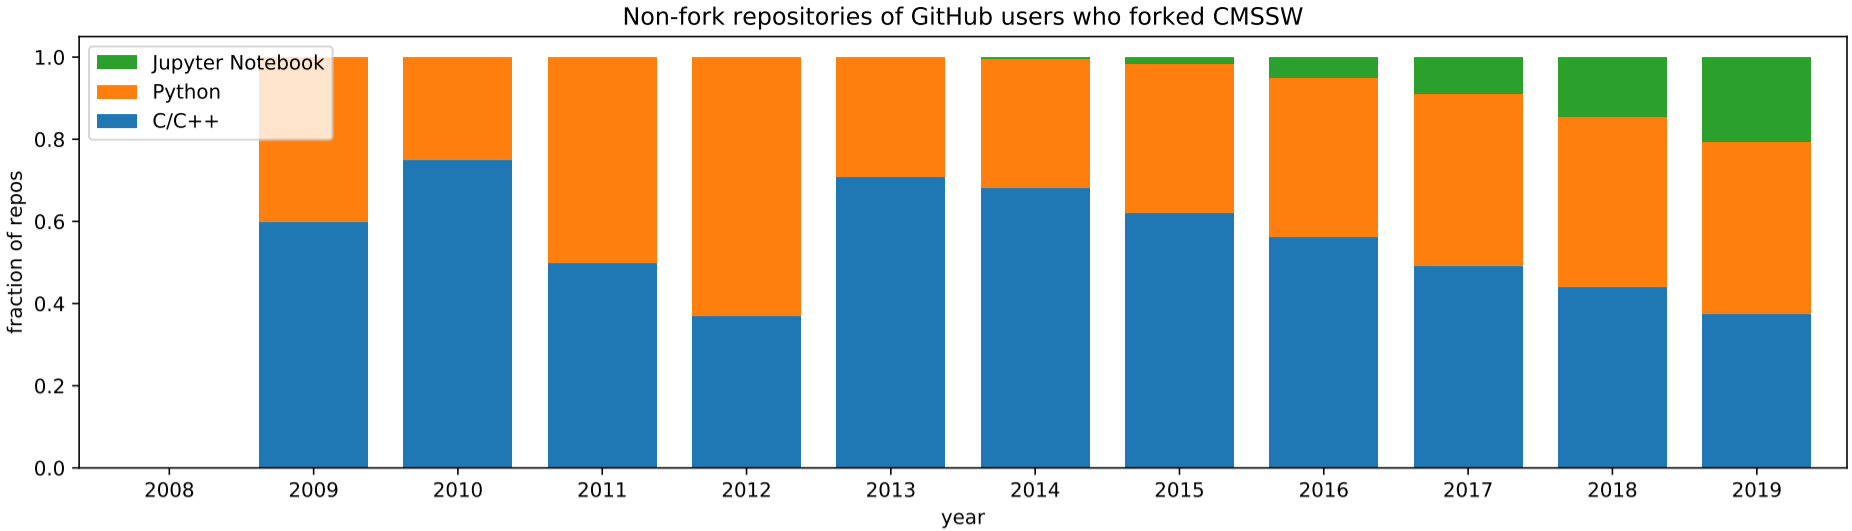 Non-fork repositories of GitHub users who forked CMSSW
Jupyter Notebook
Python
C/C++
fraction of repos
1.0
0.8
0.6
0.4
0.2
0.0
2008 2009 2010 2011 2012 2013 2014 2015 2016 2017 2018 2019
year